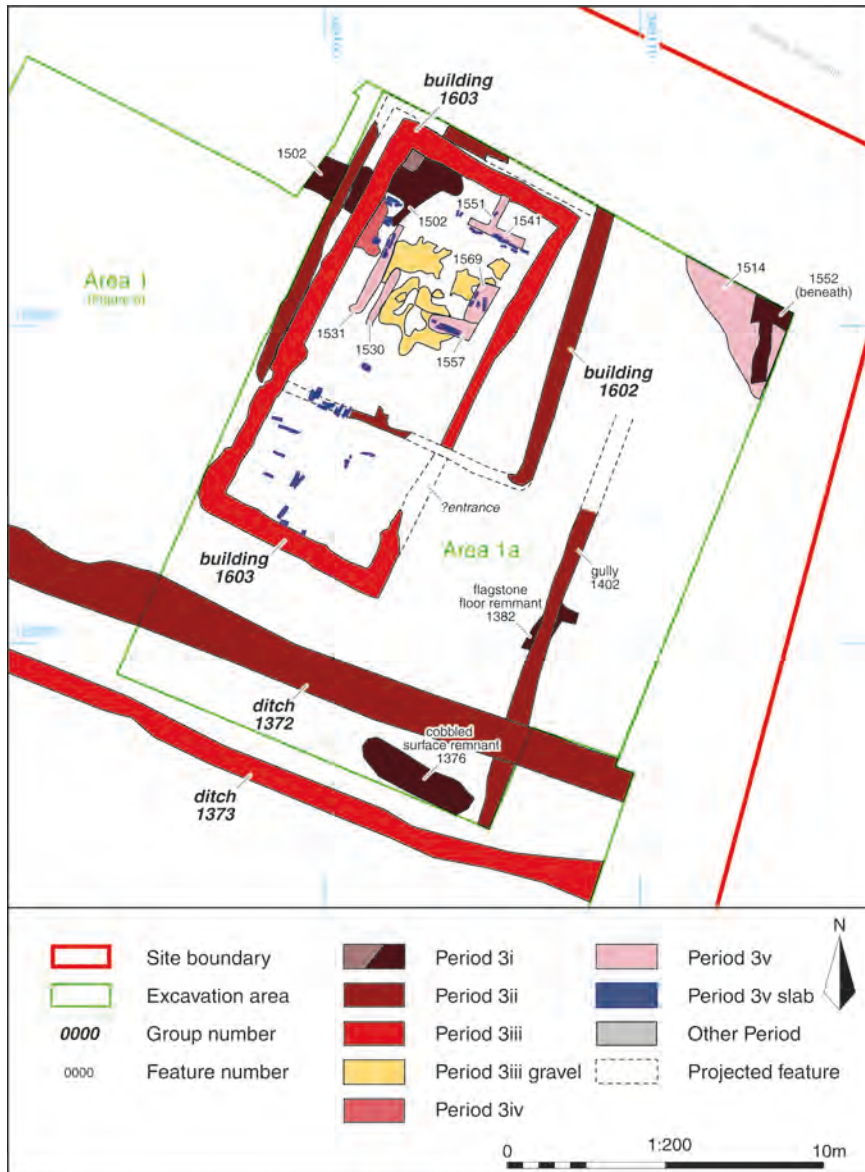 building
1603
1502
1551
1541
1502
1569
1514
1552
(beneath)
Area 1
1531
1530
1557
building
1602
?entrance
Area 1a
building
1603
gully
1402
flagstone
floor remnant
1382
ditch
1372
cobbled
surface remnant
1376
ditch
1373
Site boundary
Excavation area
0000 Group number
0000 Feature number
Period 3i
Period 3ii
Period 3iii
Period 3iii gravel
Period 3iv
Period 3v
Period 3v slab
Other Period
Projected feature
N
0 1:200 10m